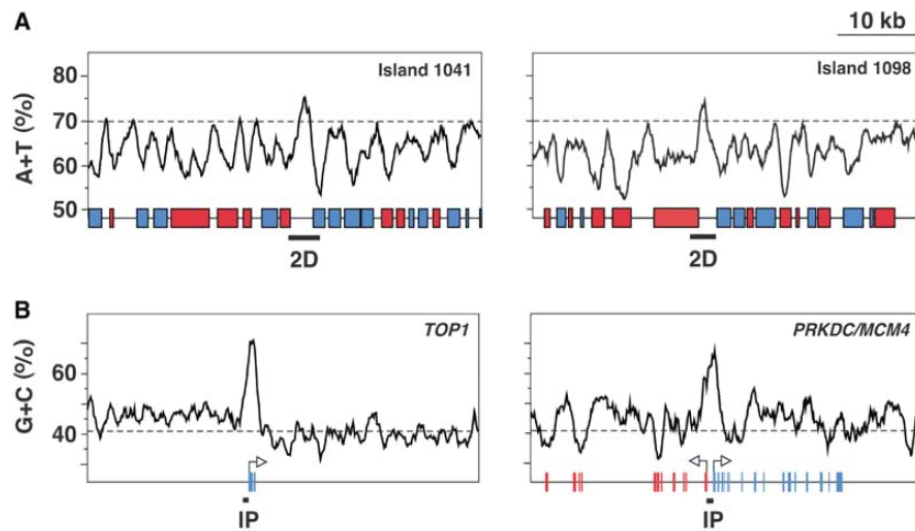 A
10 kb
Island 1041
Island 1098
A+T (%)
80
70
60
50
2D
2D
B
TOP1
PRKDC/MCM4
G+C (%)
60
40
IP
IP